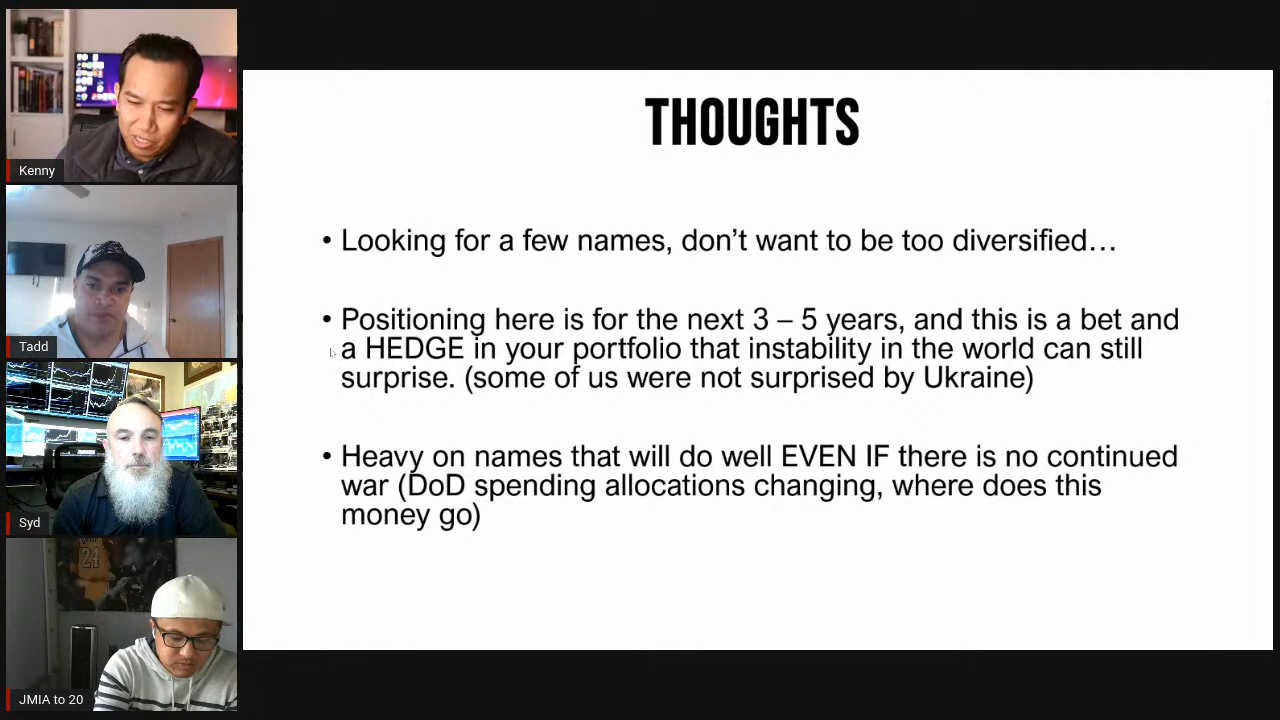 Kenny
Tadd
Syd
24
JMIA to 20
THOUGHTS
• Looking for a few names, don’t want to be too diversified…
• Positioning here is for the next 3 – 5 years, and this is a bet and
a HEDGE in your portfolio that instability in the world can still
surprise. (some of us were not surprised by Ukraine)
• Heavy on names that will do well EVEN IF there is no continued
war (DoD spending allocations changing, where does this
money go)